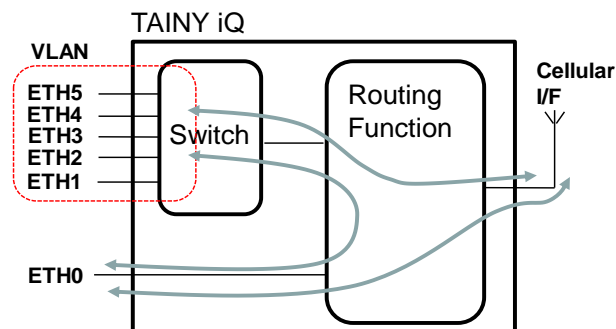 TAINY iQ
VLAN
Cellular
I/F
ETH5
ETH4
ETH3
ETH2
ETH1
Switch
Routing
Function
ETH0